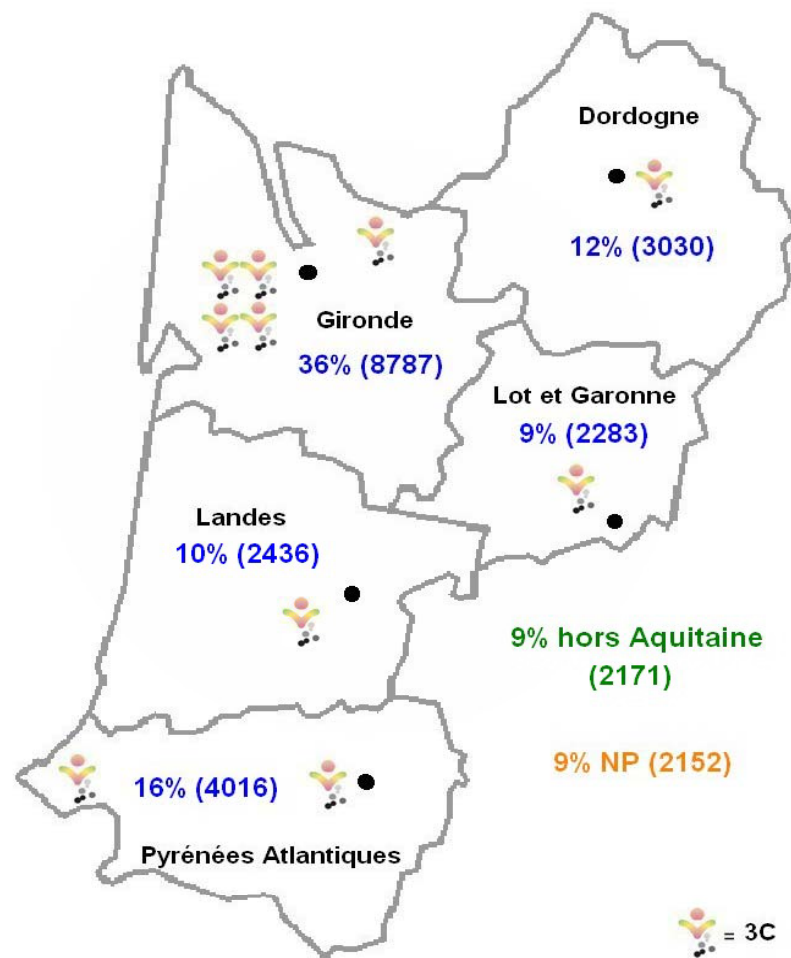 Dordogne
12% (3030)
Gironde
36% (8787)
Lot et Garonne
9% (2283)
Landes
10% (2436)
9% hors Aquitaine
(2171)
9% NP (2152)
16% (4016)
Pyrénées Atlantiques
= 3C